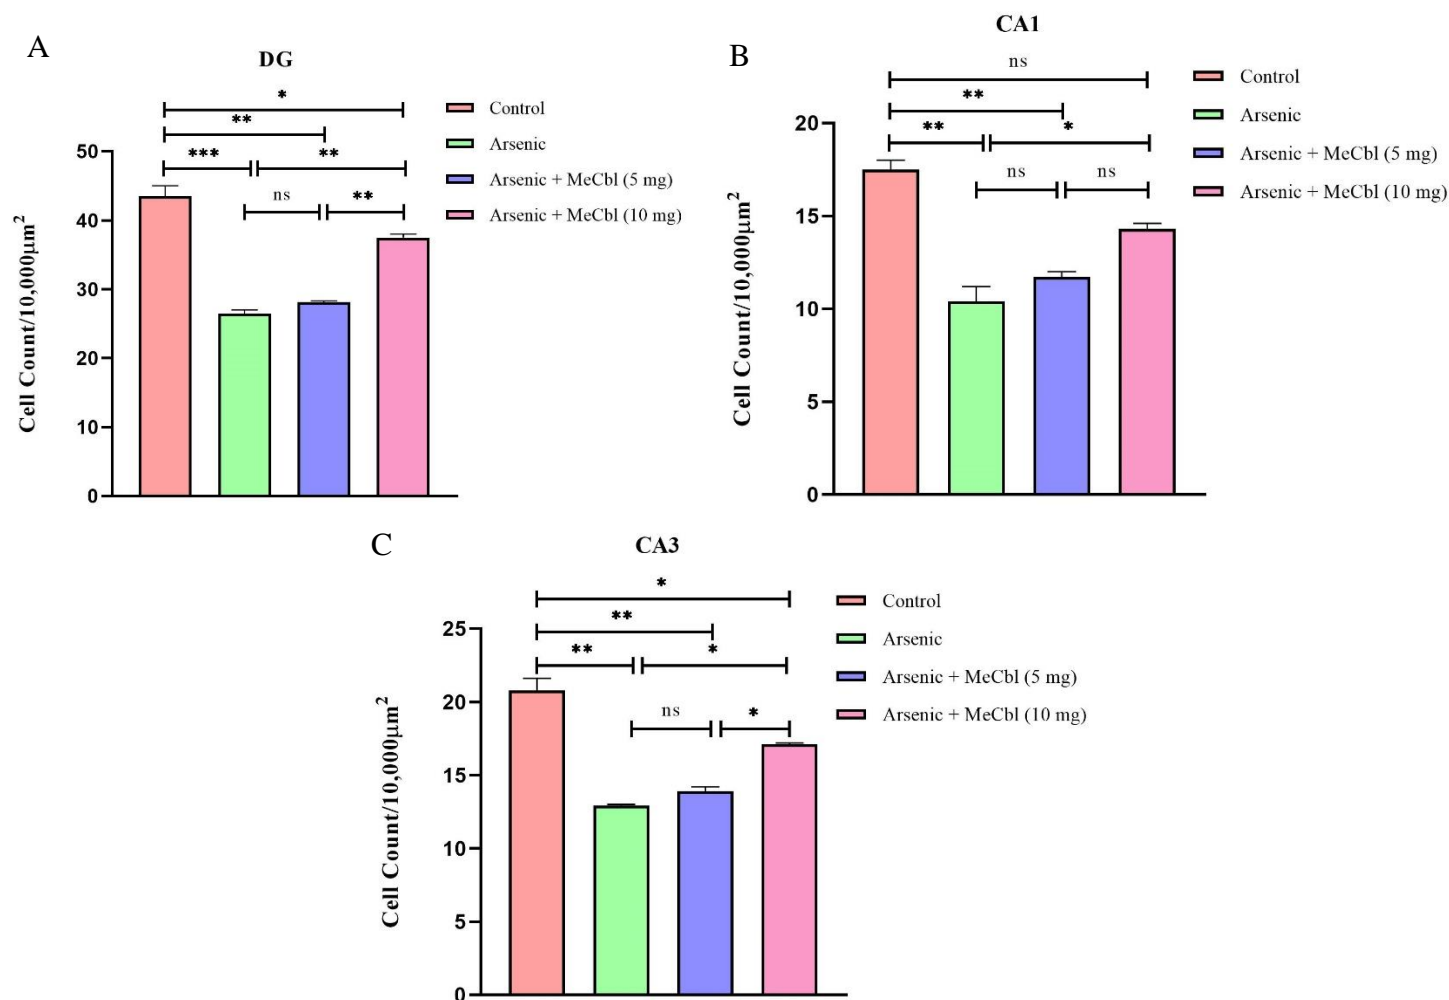 A
DG
*
**
***
**
ns
**
50
40
30
20
10
0
Cell Count/10,000μm²
Control
Arsenic
Arsenic + MeCbl (5 mg)
Arsenic + MeCbl (10 mg)
B
CA1
ns
**
**
*
ns
ns
20
15
10
5
0
Cell Count/10,000μm²
Control
Arsenic
Arsenic + MeCbl (5 mg)
Arsenic + MeCbl (10 mg)
C
CA3
*
**
**
*
ns
*
25
20
15
10
5
0
Cell Count/10,000μm²
Control
Arsenic
Arsenic + MeCbl (5 mg)
Arsenic + MeCbl (10 mg)